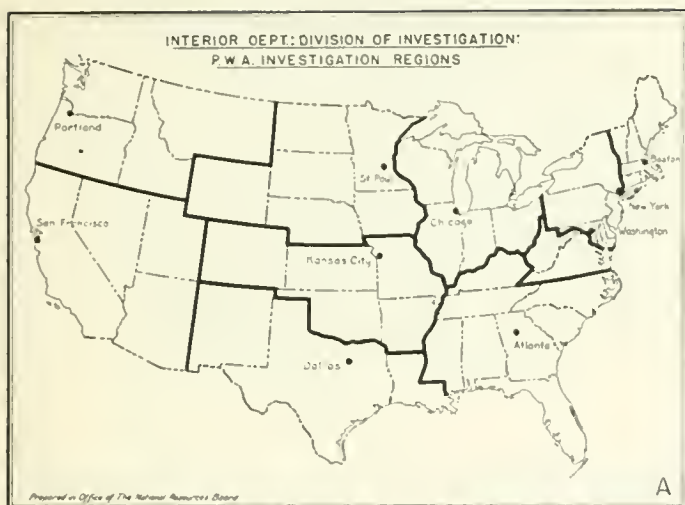 INTERIOR DEPT.: DIVISION OF INVESTIGATION:
P.W.A. INVESTIGATION REGIONS
Portland
St. Paul
Boston
New York
San Francisco
Chicago
Washington
Kansas City
Atlanta
Dallas
Prepared in Office of The National Resources Board
A